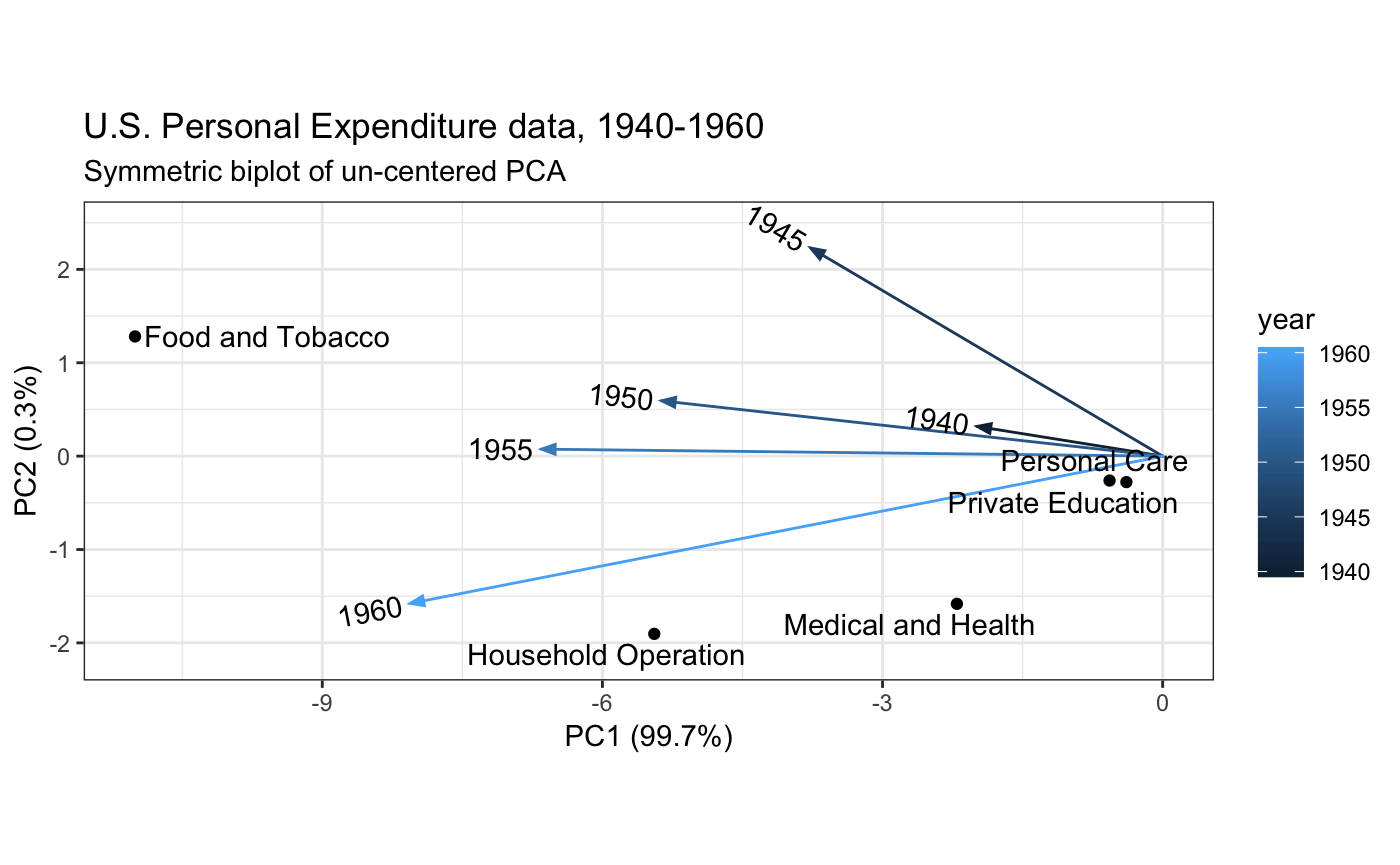 U.S. Personal Expenditure data, 1940-1960
Symmetric biplot of un-centered PCA
1945
Food and Tobacco
1950
1940
1955
Personal Care
Private Education
1960
Medical and Health
Household Operation
2
1
0
-1
-2
PC2 (0.3%)
-9
-6
-3
0
PC1 (99.7%)
year
1960
1955
1950
1945
1940